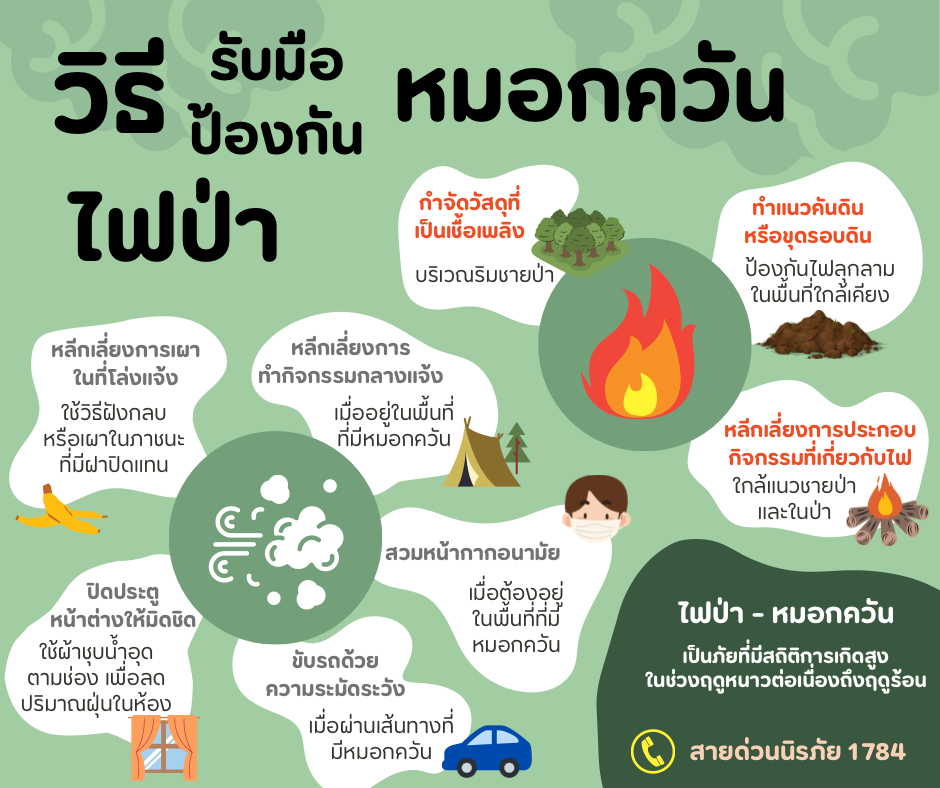 วิธี
รับมือ
ป้องกัน
ไฟป่า
หมอกควัน
กำจัดวัสดุที่
เป็นเชื้อเพลิง
บริเวณริมชายป่า
ทำแนวคันดิน
หรือขุดรอบดิน
ป้องกันไฟลุกลาม
ในพื้นที่ใกล้เคียง
หลีกเลี่ยงการเผา
ในที่โล่งแจ้ง
ใช้วิธีฝังกลบ
หรือเผาในภาชนะ
ที่มีฝาปิดแทน
หลีกเลี่ยงการ
ทำกิจกรรมกลางแจ้ง
เมื่ออยู่ในพื้นที่
ที่มีหมอกควัน
หลีกเลี่ยงการประกอบ
กิจกรรมที่เกี่ยวกับไฟ
ใกล้แนวชายป่า
และในป่า
สวมหน้ากากอนามัย
เมื่อต้องอยู่
ในพื้นที่ที่มี
หมอกควัน
ปิดประตู
หน้าต่างให้มิดชิด
ใช้ผ้าชุบน้ำอุด
ตามช่อง เพื่อลด
ปริมาณฝุ่นในห้อง
ขับรถด้วย
ความระมัดระวัง
เมื่อผ่านเส้นทางที่
มีหมอกควัน
ไฟป่า - หมอกควัน
เป็นภัยที่มีสถิติการเกิดสูง
ในช่วงฤดูหนาวต่อเนื่องถึงฤดูร้อน
สายด่วนนิรภัย 1784